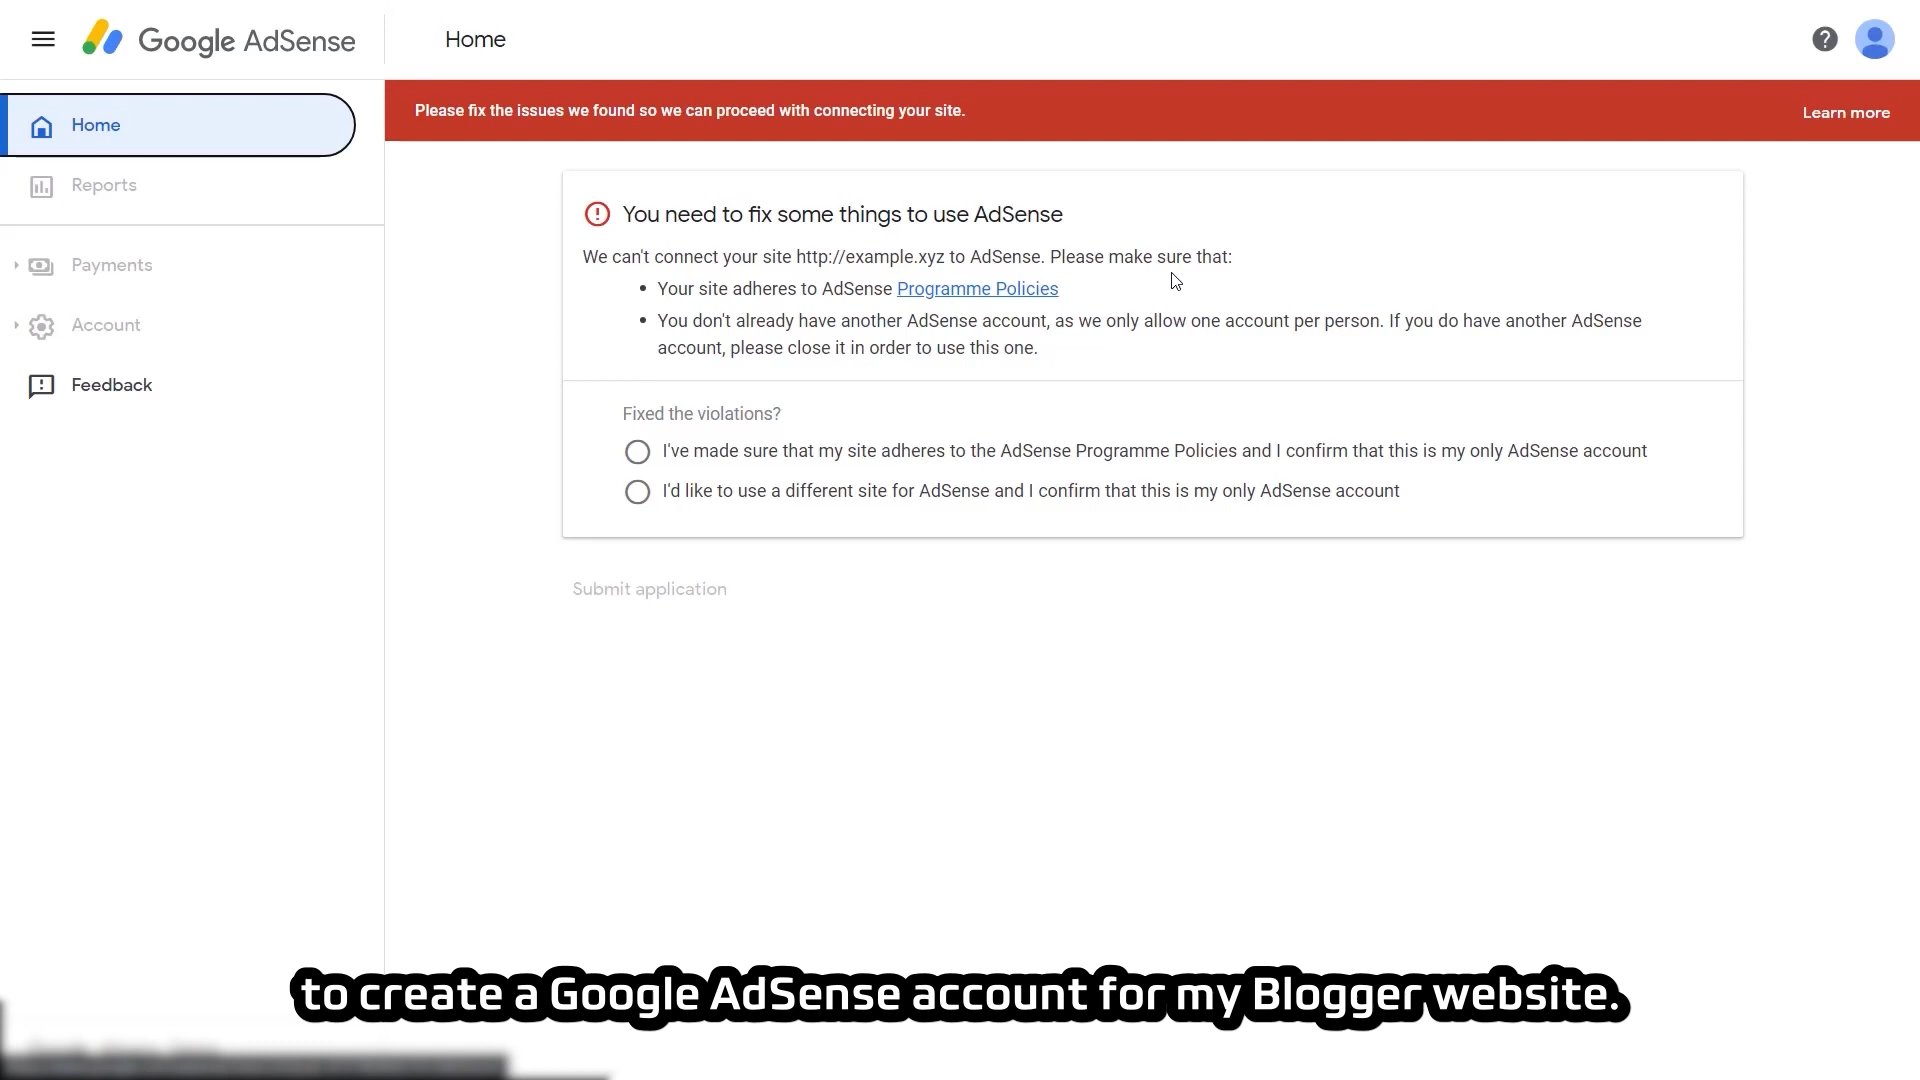 Google AdSense
Home
Home
Reports
Payments
Account
Feedback
Please fix the issues we found so we can proceed with connecting your site.
Learn more
You need to fix some things to use AdSense
We can't connect your site http://example.xyz to AdSense. Please make sure that:
• Your site adheres to AdSense Programme Policies
• You don't already have another AdSense account, as we only allow one account per person. If you do have another AdSense
account, please close it in order to use this one.
Fixed the violations?
I've made sure that my site adheres to the AdSense Programme Policies and I confirm that this is my only AdSense account
I'd like to use a different site for AdSense and I confirm that this is my only AdSense account
Submit application
to create a Google AdSense account for my Blogger website.